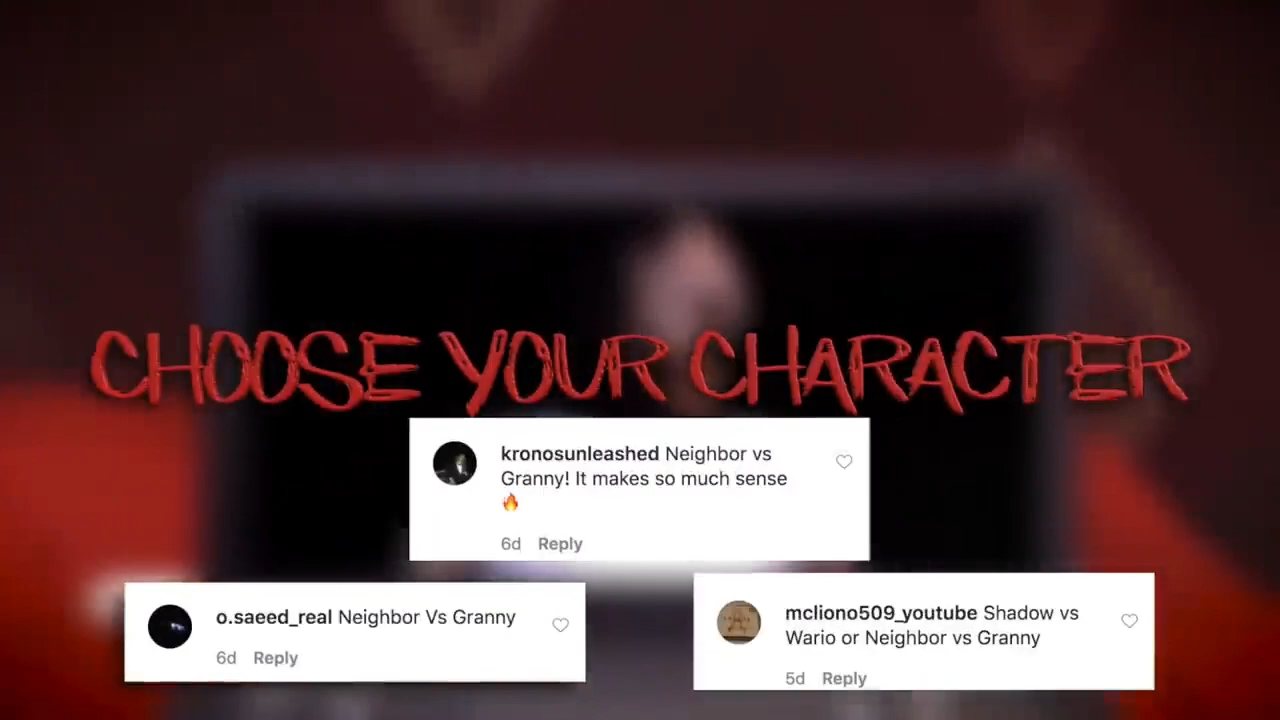 CHOOSE YOUR CHARACTER
kronosunleashed Neighbor vs
Granny! It makes so much sense
🔥
6d Reply
o.saeed_real Neighbor Vs Granny
6d Reply
mcliono509_youtube Shadow vs
Wario or Neighbor vs Granny
5d Reply